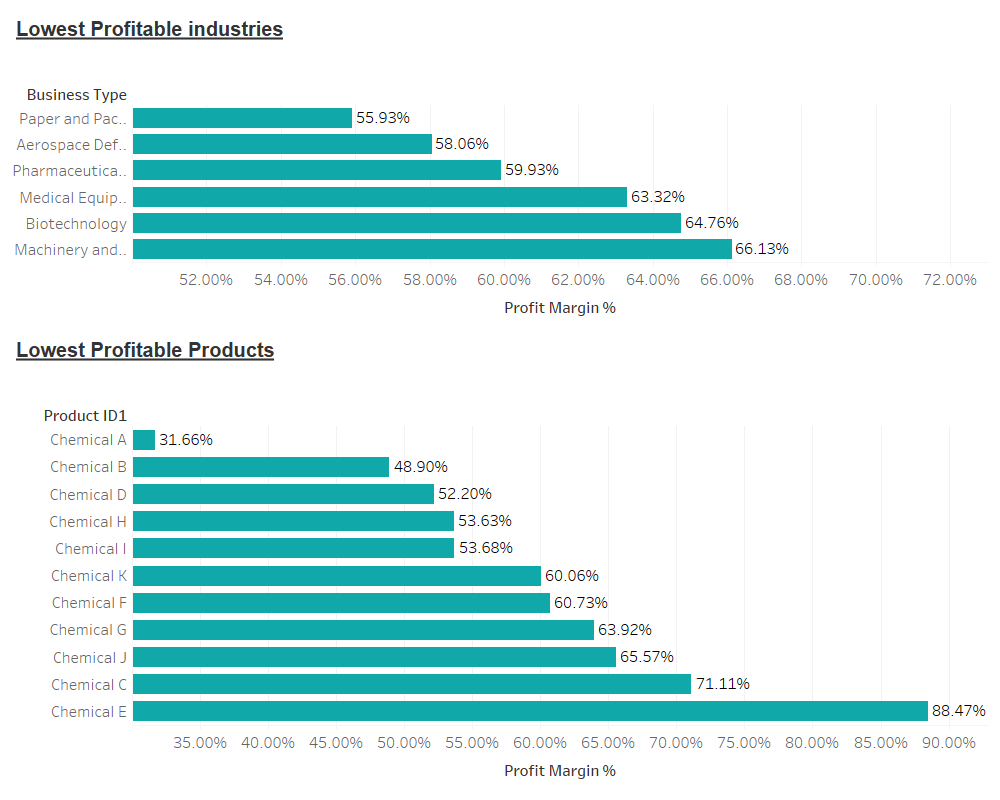 Lowest Profitable industries
Business Type
Paper and Pac.. 55.93%
Aerospace Def.. 58.06%
Pharmaceutica.. 59.93%
Medical Equip.. 63.32%
Biotechnology 64.76%
Machinery and.. 66.13%
52.00% 54.00% 56.00% 58.00% 60.00% 62.00% 64.00% 66.00% 68.00% 70.00% 72.00%
Profit Margin %
Lowest Profitable Products
Product ID1
Chemical A 31.66%
Chemical B 48.90%
Chemical D 52.20%
Chemical H 53.63%
Chemical I 53.68%
Chemical K 60.06%
Chemical F 60.73%
Chemical G 63.92%
Chemical J 65.57%
Chemical C 71.11%
Chemical E 88.47%
35.00% 40.00% 45.00% 50.00% 55.00% 60.00% 65.00% 70.00% 75.00% 80.00% 85.00% 90.00%
Profit Margin %